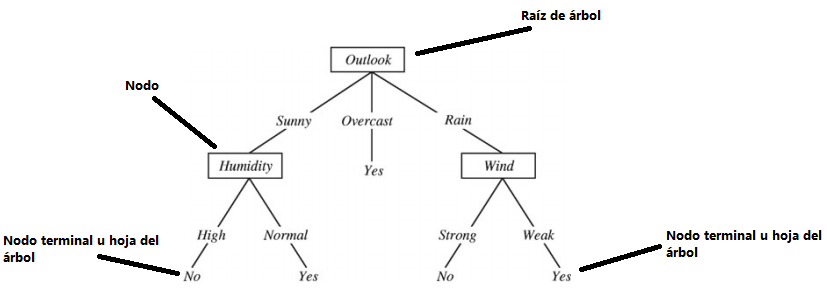 Raíz de árbol
Outlook
Nodo
Sunny
Overcast
Rain
Humidity
Yes
Wind
High
Normal
Strong
Weak
Nodo terminal u hoja del
árbol
Nodo terminal u hoja del
árbol
No
Yes
No
Yes